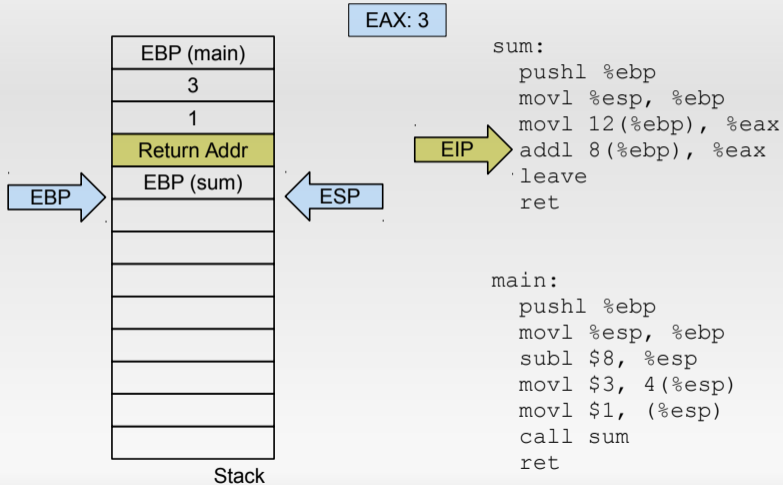 EAX: 3
EBP (main)
3
1
Return Addr
EBP (sum)
EBP
ESP
Stack
EIP
sum:
pushl %ebp
movl %esp, %ebp
movl 12(%ebp), %eax
addl 8(%ebp), %eax
leave
ret
main:
pushl %ebp
movl %esp, %ebp
subl $8, %esp
movl $3, 4(%esp)
movl $1, (%esp)
call sum
ret